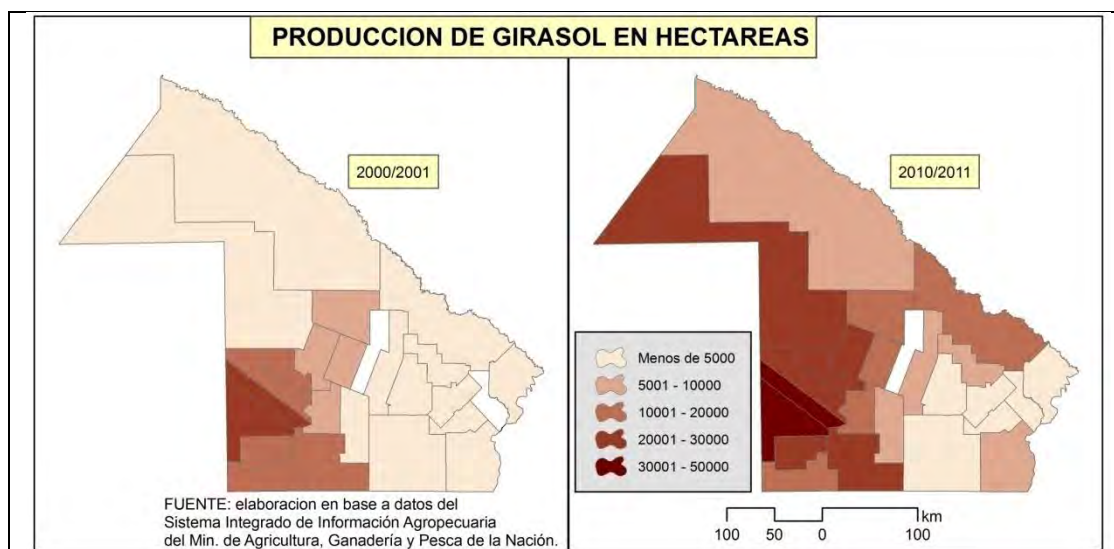 PRODUCCION DE GIRASOL EN HECTAREAS
2000/2001
2010/2011
Menos de 5000
5001 - 10000
10001 - 20000
20001 - 30000
30001 - 50000
FUENTE: elaboracion en base a datos del
Sistema Integrado de Información Agropecuaria
del Min. de Agricultura, Ganadería y Pesca de la Nación.
km
100 50 0 100